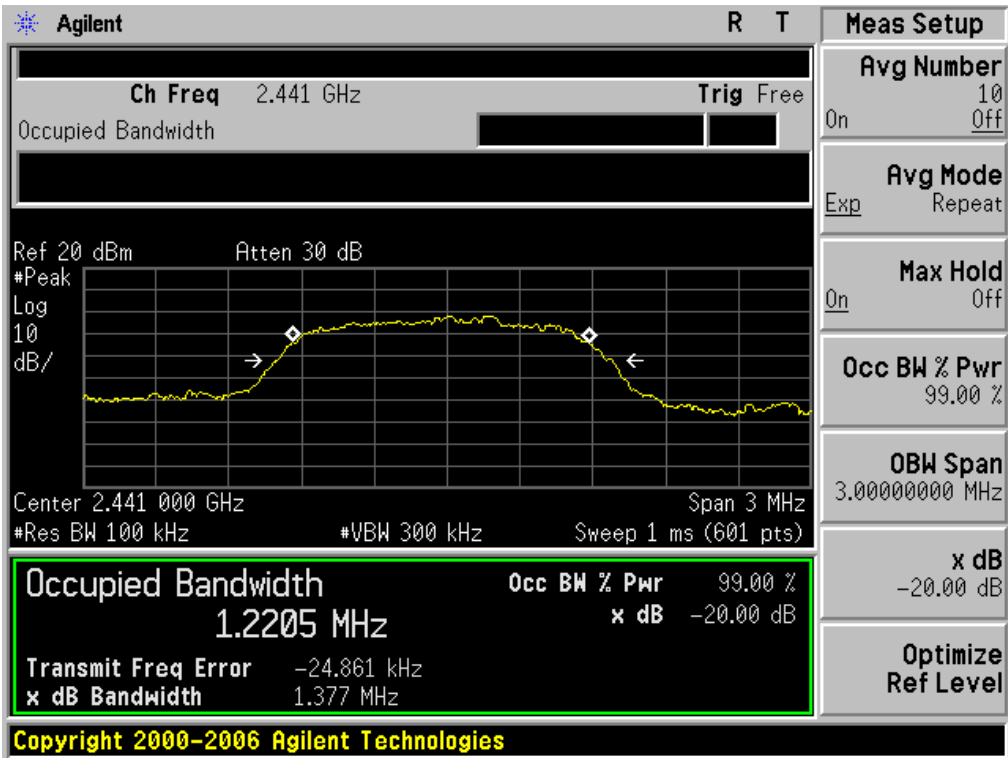 Agilent R T
Ch Freq 2.441 GHz Trig Free
Occupied Bandwidth
Ref 20 dBm Atten 30 dB
#Peak
Log
10
dB/
Center 2.441 000 GHz Span 3 MHz
#Res BW 100 kHz #VBW 300 kHz Sweep 1 ms (601 pts)
Occupied Bandwidth Occ BW % Pwr 99.00 %
1.2205 MHz x dB -20.00 dB
Transmit Freq Error -24.861 kHz
x dB Bandwidth 1.377 MHz
Copyright 2000-2006 Agilent Technologies
Meas Setup
Avg Number
10
On Off
Avg Mode
Exp Repeat
Max Hold
On Off
Occ BW % Pwr
99.00 %
OBW Span
3.00000000 MHz
x dB
-20.00 dB
Optimize
Ref Level